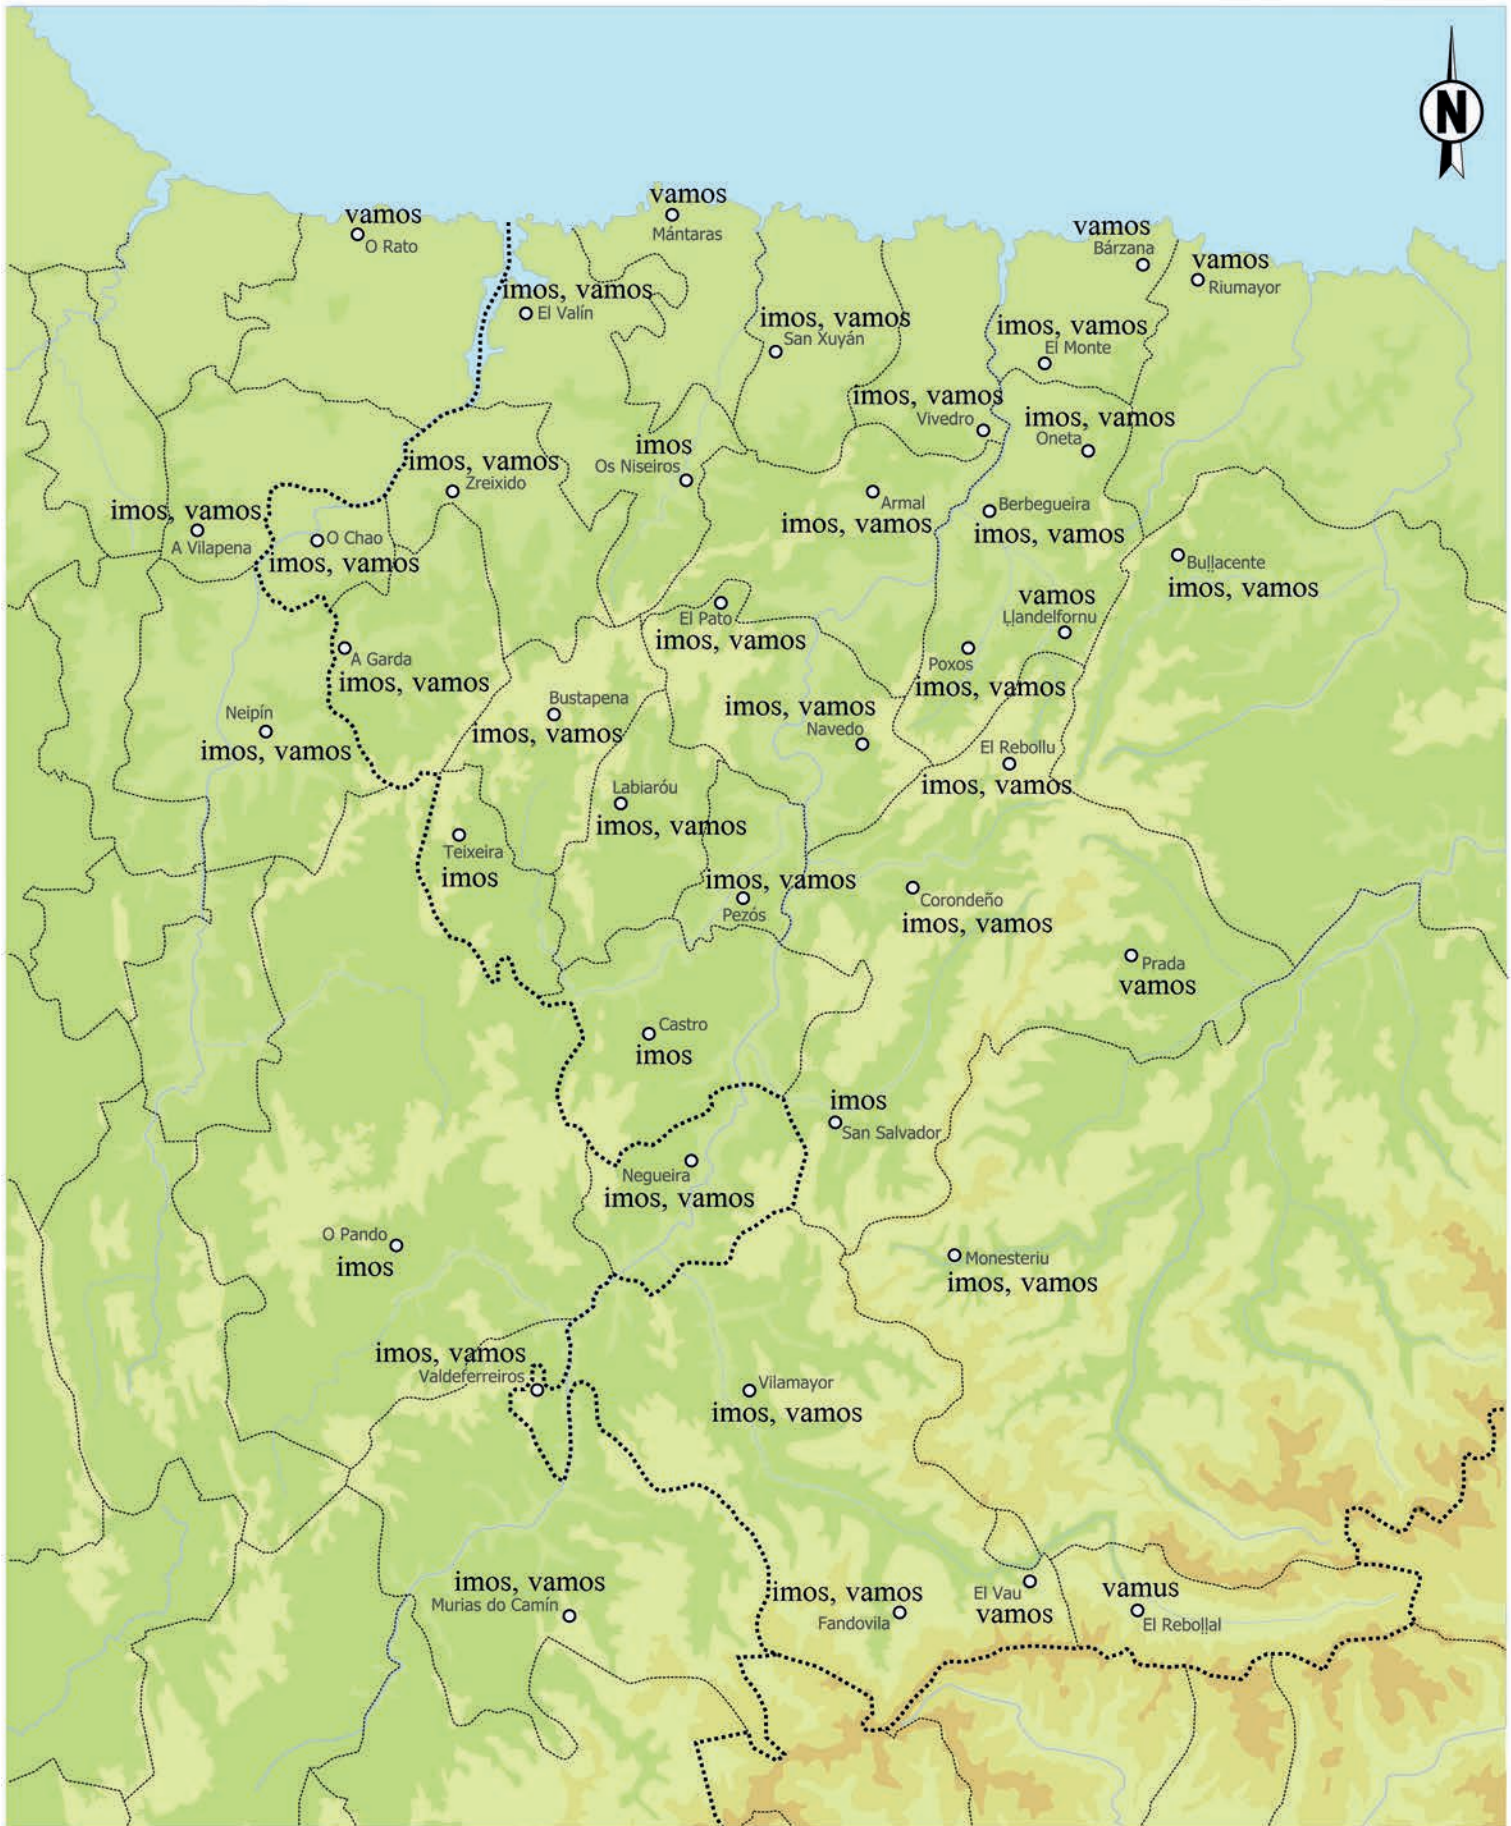 N
vamos
Mántaras
vamos
O Rato
vamos
Bárzana
vamos
Riumayor
imos, vamos
El Valín
imos, vamos
San Xuyán
imos, vamos
El Monte
imos, vamos
Vivedro
imos, vamos
Oneta
imos
Os Niseiros
imos, vamos
Zreixido
imos, vamos
A Vilapena
O Chao
imos, vamos
Armal
imos, vamos
Berbegueira
imos, vamos
Buḷḷacente
imos, vamos
vamos
Ḷḷandelfornu
El Pato
imos, vamos
A Garda
imos, vamos
Poxos
imos, vamos
Bustapena
imos, vamos
imos, vamos
Navedo
Neipín
imos, vamos
El Rebollu
imos, vamos
Labiaróu
imos, vamos
Teixeira
imos
imos, vamos
Pezós
Corondeño
imos, vamos
Prada
vamos
Castro
imos
imos
San Salvador
Negueira
imos, vamos
O Pando
imos
Monesteriu
imos, vamos
imos, vamos
Valdeferreiros
Vilamayor
imos, vamos
imos, vamos
Murias do Camín
imos, vamos
Fandovila
El Vau
vamos
vamus
El Reboḷḷal